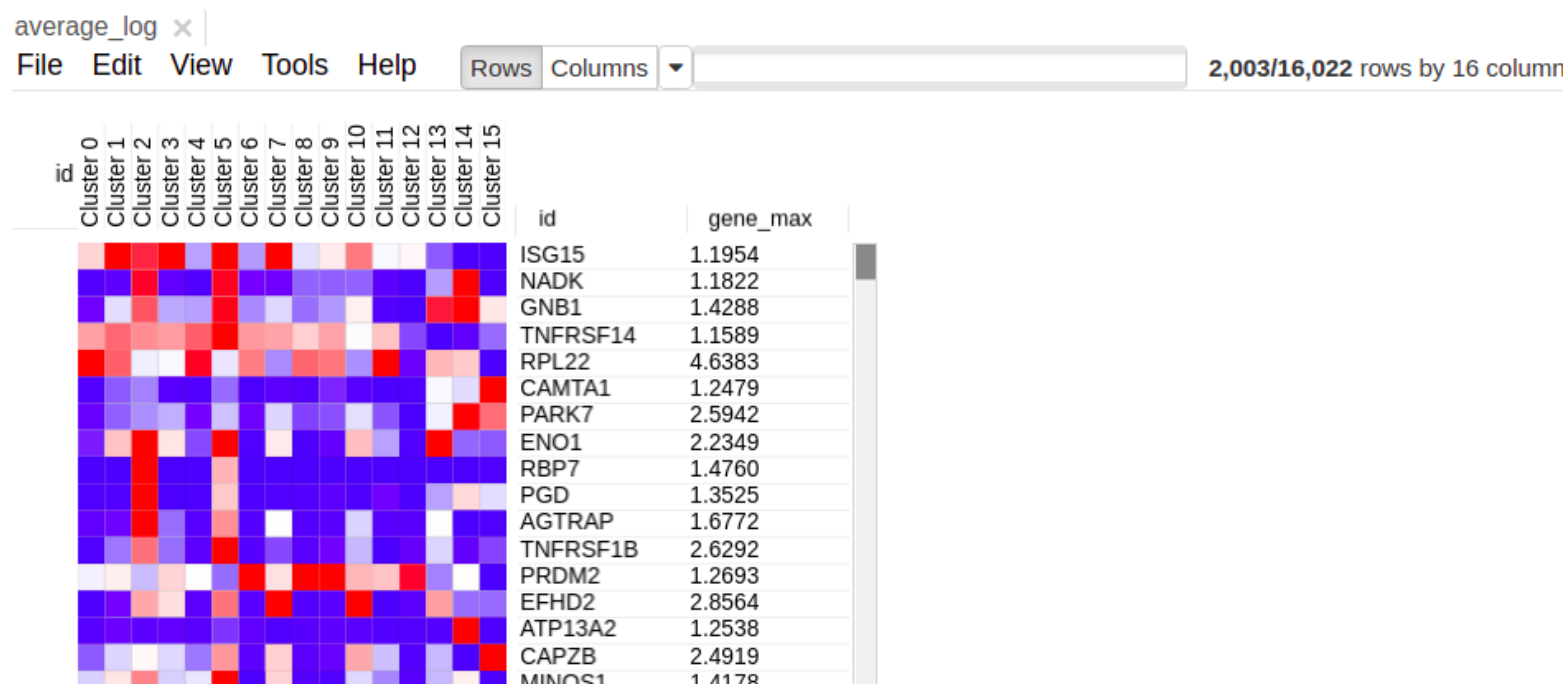 average_log ×
File Edit View Tools Help Rows Columns 2,003/16,022 rows by 16 column
id Cluster 0 Cluster 1 Cluster 2 Cluster 3 Cluster 4 Cluster 5 Cluster 6 Cluster 7 Cluster 8 Cluster 9 Cluster 10 Cluster 11 Cluster 12 Cluster 13 Cluster 14 Cluster 15
id gene_max
ISG15 1.1954
NADK 1.1822
GNB1 1.4288
TNFRSF14 1.1589
RPL22 4.6383
CAMTA1 1.2479
PARK7 2.5942
ENO1 2.2349
RBP7 1.4760
PGD 1.3525
AGTRAP 1.6772
TNFRSF1B 2.6292
PRDM2 1.2693
EFHD2 2.8564
ATP13A2 1.2538
CAPZB 2.4919
MINOS1 1.4178